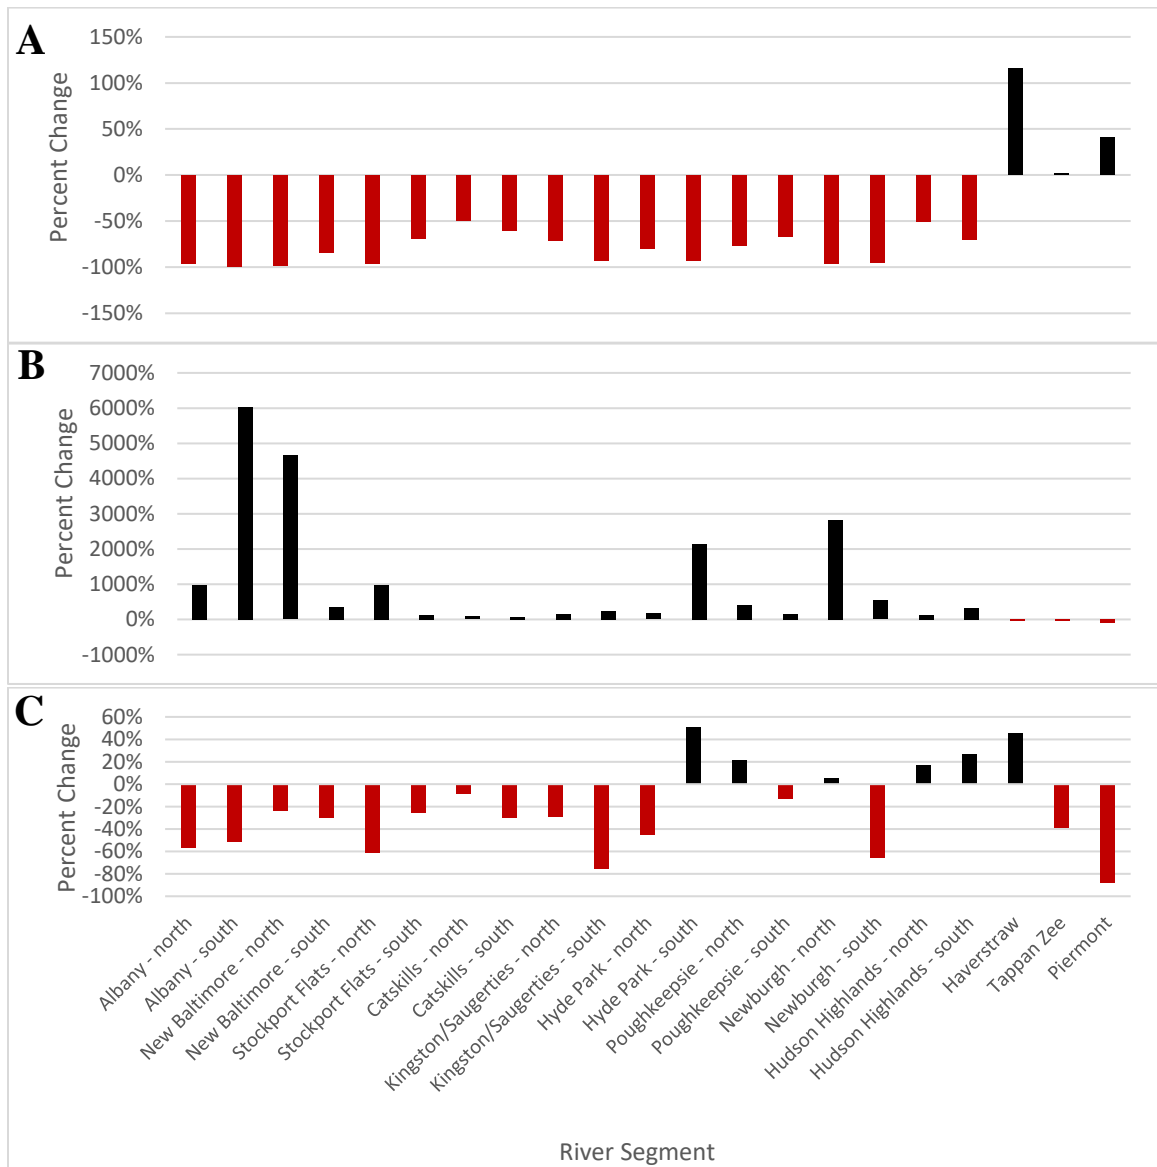 A
Percent Change
150%
100%
50%
0%
-50%
-100%
-150%
B
Percent Change
7000%
6000%
5000%
4000%
3000%
2000%
1000%
0%
-1000%
C
Percent Change
60%
40%
20%
0%
-20%
-40%
-60%
-80%
-100%
Albany - north
Albany - south
New Baltimore - north
New Baltimore - south
Stockport Flats - north
Stockport Flats - south
Catskills - north
Catskills - south
Kingston/Saugerties - north
Kingston/Saugerties - south
Hyde Park - north
Hyde Park - south
Poughkeepsie - north
Poughkeepsie - south
Newburgh - north
Newburgh - south
Hudson Highlands - north
Hudson Highlands - south
Haverstraw
Tappan Zee
Piermont
River Segment